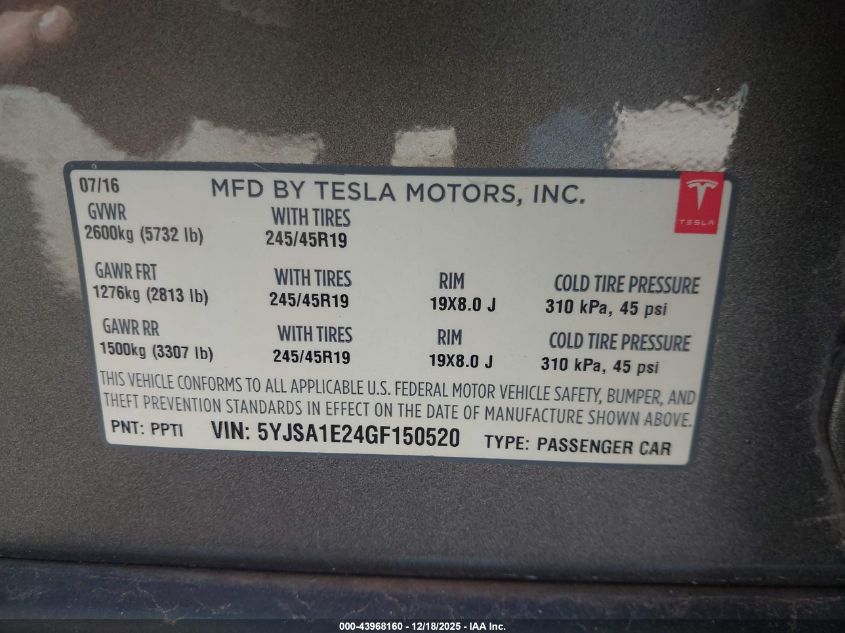 07/16 MFD BY TESLA MOTORS, INC.
TESLA
GVWR WITH TIRES
2600kg (5732 lb) 245/45R19
GAWR FRT WITH TIRES RIM COLD TIRE PRESSURE
1276kg (2813 lb) 245/45R19 19X8.0 J 310 kPa, 45 psi
GAWR RR WITH TIRES RIM COLD TIRE PRESSURE
1500kg (3307 lb) 245/45R19 19X8.0 J 310 kPa, 45 psi
THIS VEHICLE CONFORMS TO ALL APPLICABLE U.S. FEDERAL MOTOR VEHICLE SAFETY, BUMPER, AND
THEFT PREVENTION STANDARDS IN EFFECT ON THE DATE OF MANUFACTURE SHOWN ABOVE.
PNT: PPTI VIN: 5YJSA1E24GF150520 TYPE: PASSENGER CAR
000-43968160 - 12/18/2025 - IAA Inc.